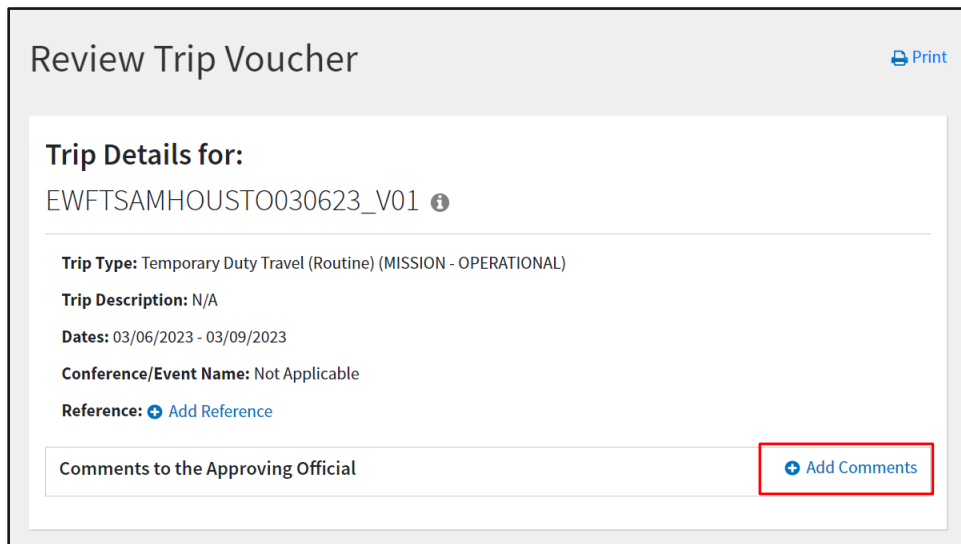 Review Trip Voucher
Print
Trip Details for:
EWFTSAMHOUSTO030623_V01
Trip Type: Temporary Duty Travel (Routine) (MISSION - OPERATIONAL)
Trip Description: N/A
Dates: 03/06/2023 - 03/09/2023
Conference/Event Name: Not Applicable
Reference: Add Reference
Comments to the Approving Official
Add Comments